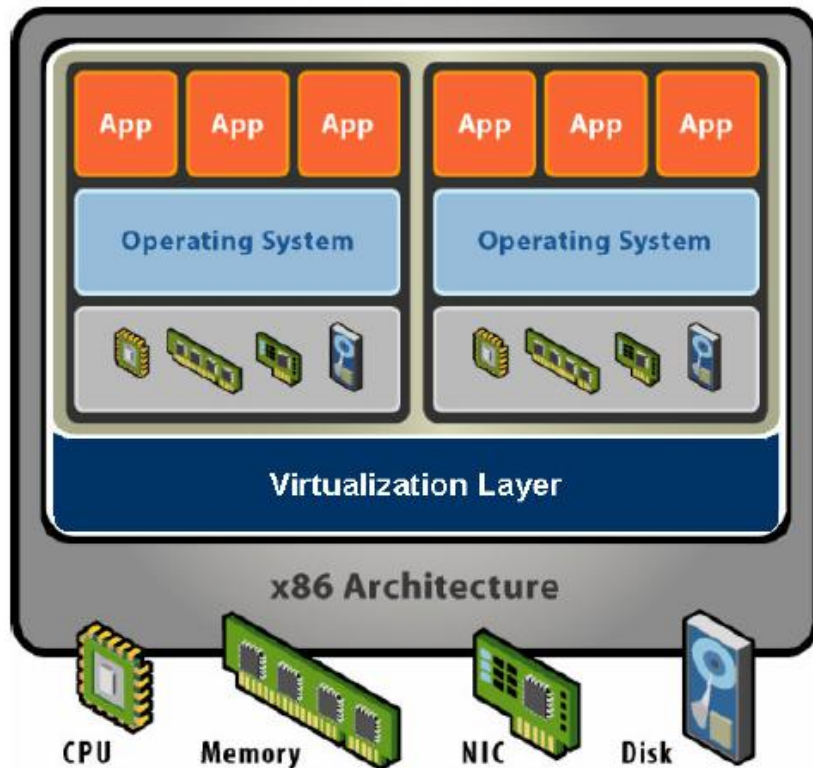 App App App App App App
Operating System Operating System
Virtualization Layer
x86 Architecture
CPU Memory NIC Disk